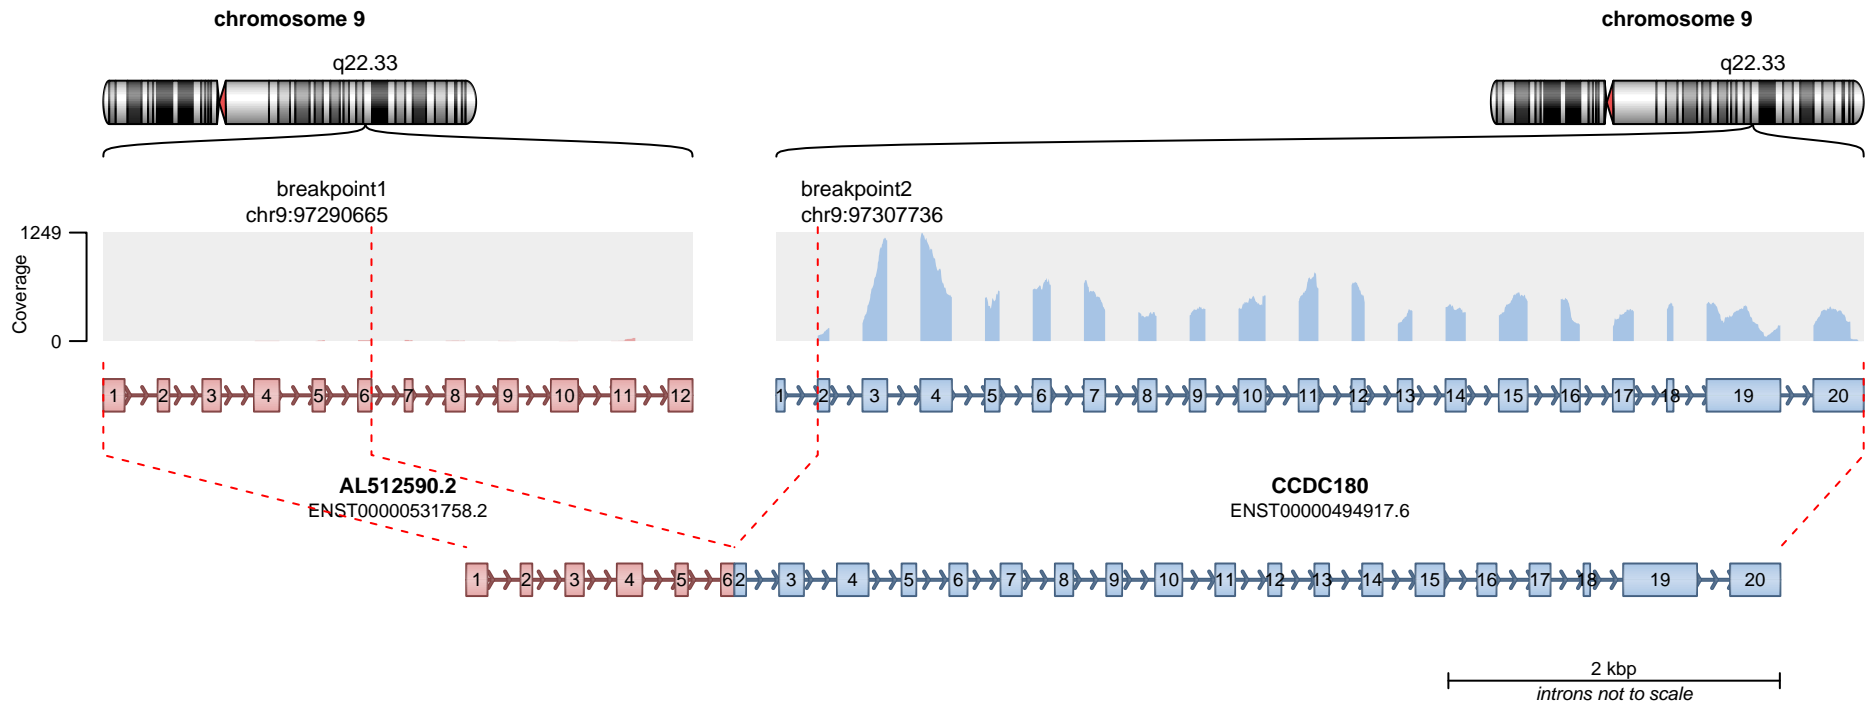 chromosome 9
chromosome 9
q22.33
q22.33
breakpoint1
chr9:97290665
breakpoint2
chr9:97307736
1249
0
Coverage
1 2 3 4 5 6 7 8 9 10 11 12
1 2 3 4 5 6 7 8 9 10 11 12 13 14 15 16 17 18 19 20
AL512590.2
ENST00000531758.2
CCDC180
ENST00000494917.6
1 2 3 4 5 6 2 3 4 5 6 7 8 9 10 11 12 13 14 15 16 17 18 19 20
2 kbp
introns not to scale